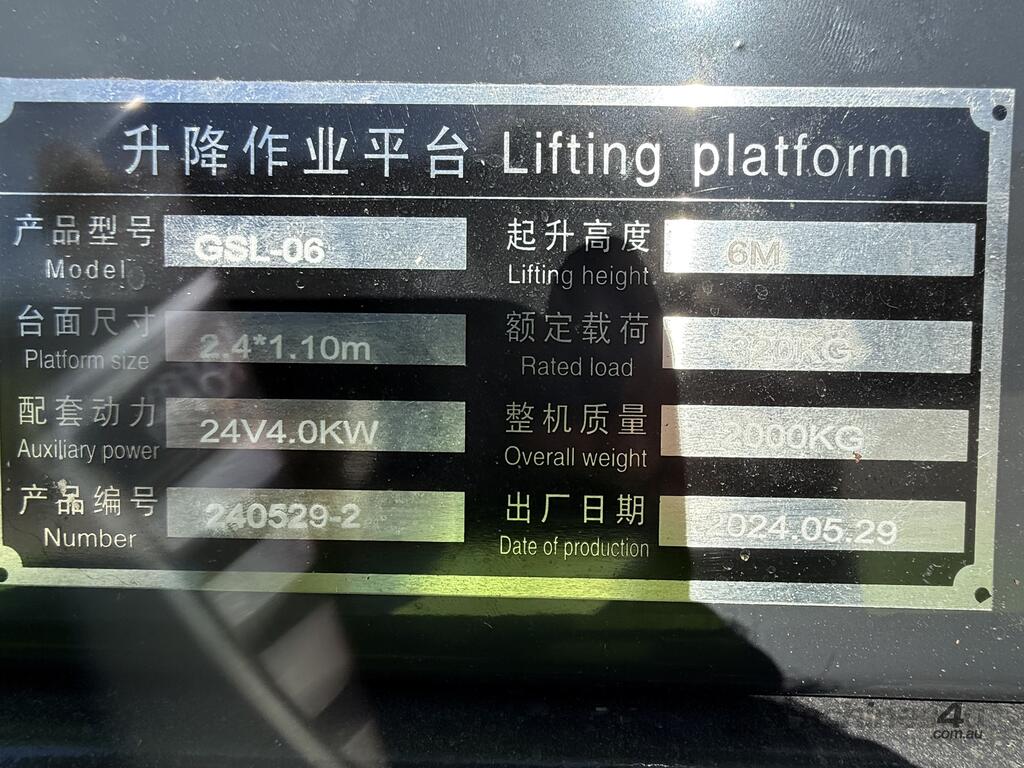 升降作业平台 Lifting platform
产品型号 GSL-06 起升高度 6M
Model Lifting height
台面尺寸 2.4*1.10m 额定载荷 320KG
Platform size Rated load
配套动力 24V4.0KW 整机质量 2000KG
Auxiliary power Overall weight
产品编号 240529-2 出厂日期 2024.05.29
Number Date of production
4
com.au